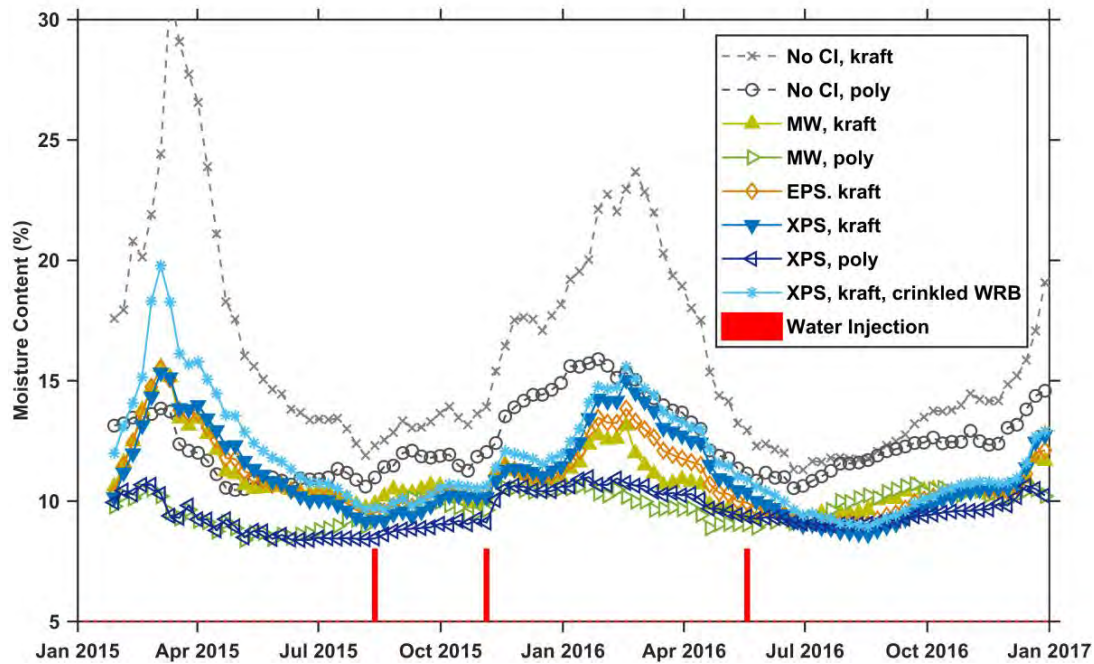 30
25
20
15
10
5
Moisture Content (%)
No CI, kraft
No CI, poly
MW, kraft
MW, poly
EPS. kraft
XPS, kraft
XPS, poly
XPS, kraft, crinkled WRB
Water Injection
Jan 2015 Apr 2015 Jul 2015 Oct 2015 Jan 2016 Apr 2016 Jul 2016 Oct 2016 Jan 2017